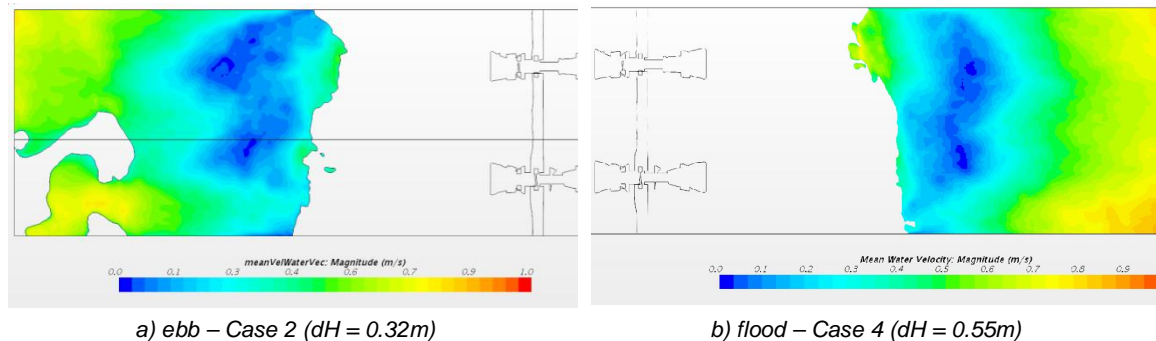 meanVelWaterVec: Magnitude (m/s)
0.0 0.1 0.3 0.4 0.6 0.7 0.8 1.0
Mean Water Velocity: Magnitude (m/s)
0.0 0.1 0.2 0.3 0.4 0.5 0.6 0.7 0.8 0.9
a) ebb – Case 2 (dH = 0.32m)
b) flood – Case 4 (dH = 0.55m)